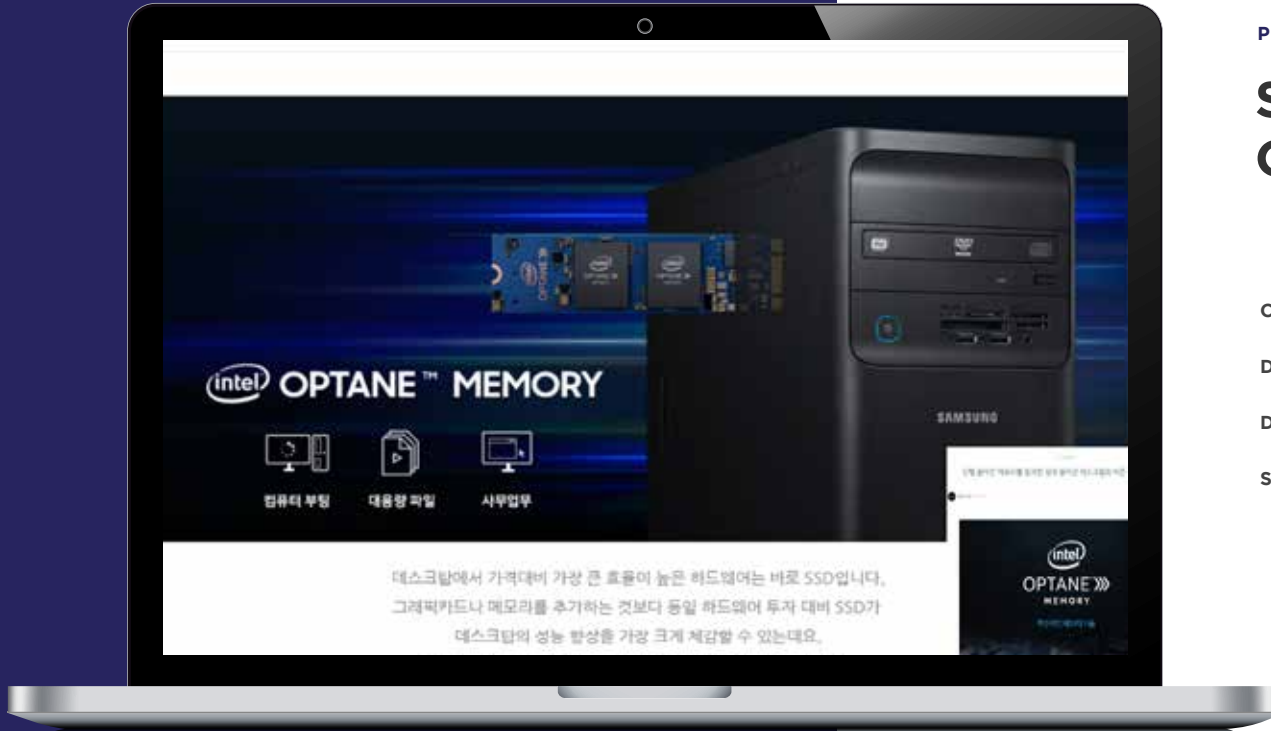 intel OPTANE™ MEMORY
컴퓨터 부팅
대용량 파일
사무업무
SAMSUNG
OPTANE
intel
OPTANE
MEMORY
데스크탑에서 가격대비 가장 큰 효율이 높은 하드웨어는 바로 SSD입니다.
그래픽카드나 메모리를 추가하는 것보다 동일 하드웨어 투자 대비 SSD가
데스크탑의 성능 향상을 가장 크게 체감할 수 있는데요.
P
S
C
D
D
S